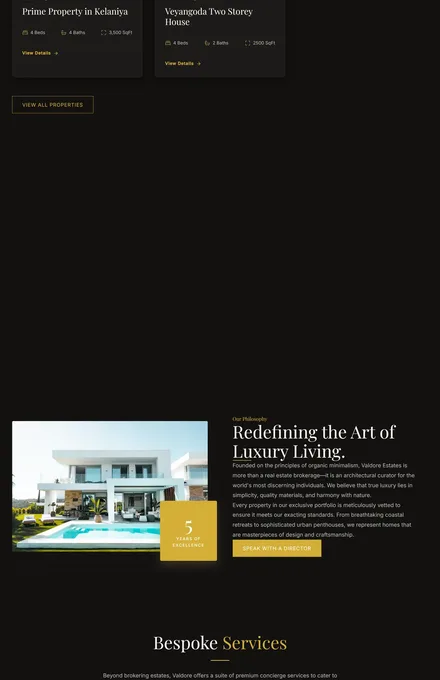 Prime Property in Kelaniya
4 Beds 4 Baths 3,500 SqFt
View Details →
Veyangoda Two Storey
House
4 Beds 2 Baths 2000 SqFt
View Details →
VIEW ALL PROPERTIES
5
YEARS OF
EXCELLENCE
Our Philosophy
Redefining the Art of
Luxury Living.
Founded on the principles of organic minimalism, Valdore Estates is
more than a real estate brokerage—it is an architectural curator for the
world's most discerning individuals. We believe that true luxury lies in
simplicity, quality materials, and harmony with nature.
Every property in our exclusive portfolio is meticulously vetted to
ensure it meets our exacting standards. From breathtaking coastal
retreats to sophisticated urban penthouses, we represent homes that
are masterpieces of design and craftsmanship.
SPEAK WITH A DIRECTOR
Bespoke Services
Beyond brokering estates, Valdore offers a suite of premium concierge services to cater to